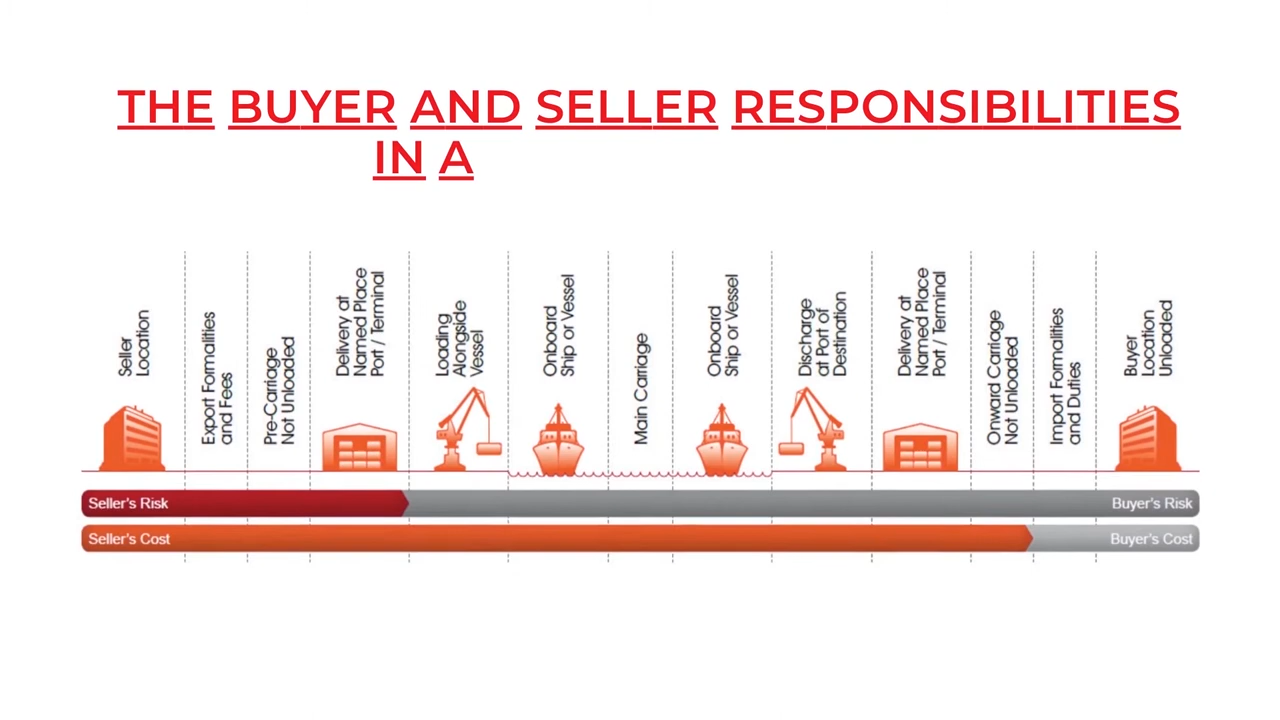 THE BUYER AND SELLER RESPONSIBILITIES
IN A
Seller
Location
Export Formalities
and Fees
Pre-Carriage
Not Unloaded
Delivery at
Named Place
Port / Terminal
Loading
Alongside
Vessel
Onboard
Ship or Vessel
Main Carriage
Onboard
Ship or Vessel
Discharge
at Port of
Destination
Delivery at
Named Place
Port / Terminal
Onward Carriage
Not Unloaded
Import Formalities
and Duties
Buyer
Location
Unloaded
Seller's Risk
Buyer's Risk
Seller's Cost
Buyer's Cost